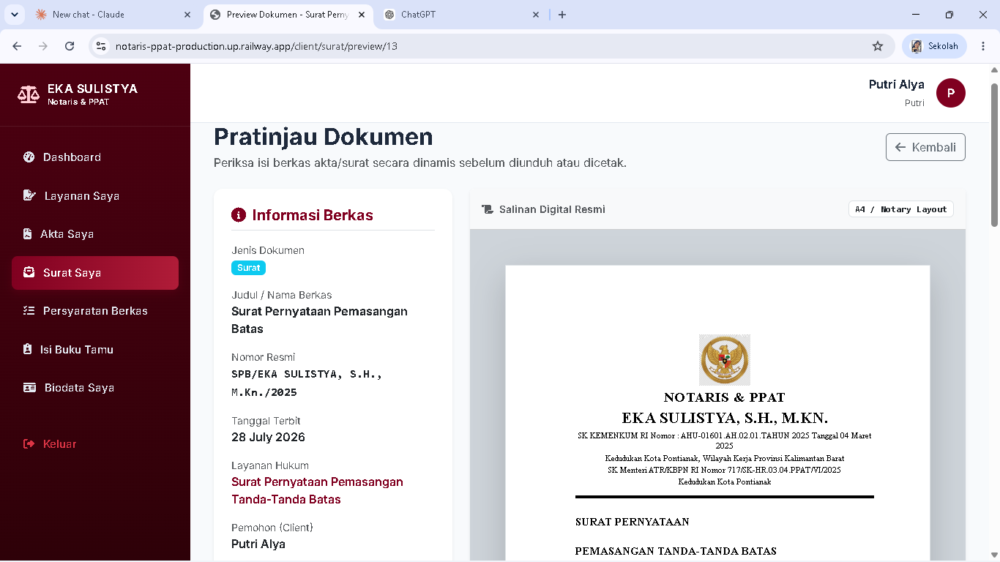 New chat - Claude
Preview Dokumen - Surat Perny
ChatGPT
notaris-ppat-production.up.railway.app/client/surat/preview/13
Sekolah
EKA SULISTYA
Notaris & PPAT
Dashboard
Layanan Saya
Akta Saya
Surat Saya
Persyaratan Berkas
Isi Buku Tamu
Biodata Saya
Keluar
Putri Alya
Putri
P
Pratinjau Dokumen
Periksa isi berkas akta/surat secara dinamis sebelum diunduh atau dicetak.
Kembali
Informasi Berkas
Jenis Dokumen
Surat
Judul / Nama Berkas
Surat Pernyataan Pemasangan
Batas
Nomor Resmi
SPB/EKA SULISTYA, S.H.,
M.Kn./2025
Tanggal Terbit
28 July 2026
Layanan Hukum
Surat Pernyataan Pemasangan
Tanda-Tanda Batas
Pemohon (Client)
Putri Alya
Salinan Digital Resmi
A4 / Notary Layout
NOTARIS & PPAT
EKA SULISTYA, S.H., M.KN.
SK KEMENKUM RI Nomor : AHU-01601.AH.02.01.TAHUN 2025 Tanggal 04 Maret
2025
Kedudukan Kota Pontianak, Wilayah Kerja Provinsi Kalimantan Barat
SK Menteri ATR/KBPN RI Nomor 717/SK-HR.03.04.PPAT/VI/2025
Kedudukan Kota Pontianak
SURAT PERNYATAAN
PEMASANGAN TANDA-TANDA BATAS